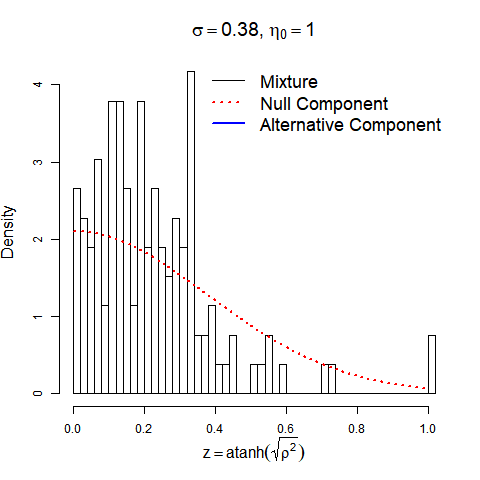 σ = 0.38, η₀ = 1
Mixture
Null Component
Alternative Component
Density
0 1 2 3 4
0.0 0.2 0.4 0.6 0.8 1.0
z = atanh(√ρ²)